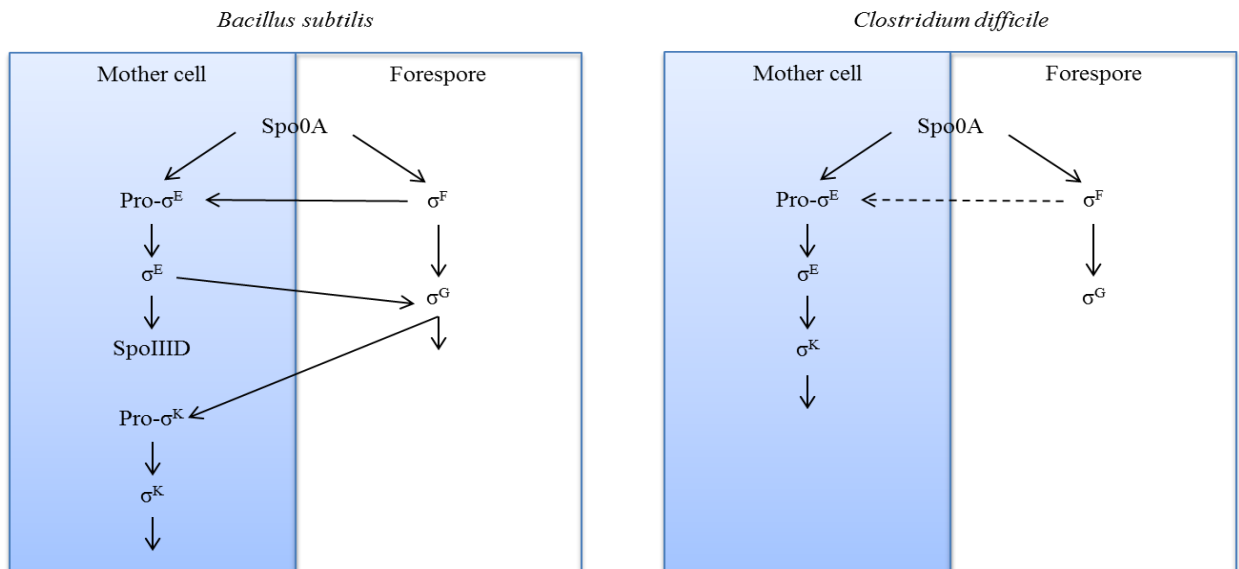 Bacillus subtilis
Mother cell
Forespore
Spo0A
Pro-σᴱ
σᶠ
σᴱ
σᴳ
SpoIIID
Pro-σᴷ
σᴷ
Clostridium difficile
Mother cell
Forespore
Spo0A
Pro-σᴱ
σᶠ
σᴱ
σᴳ
σᴷ